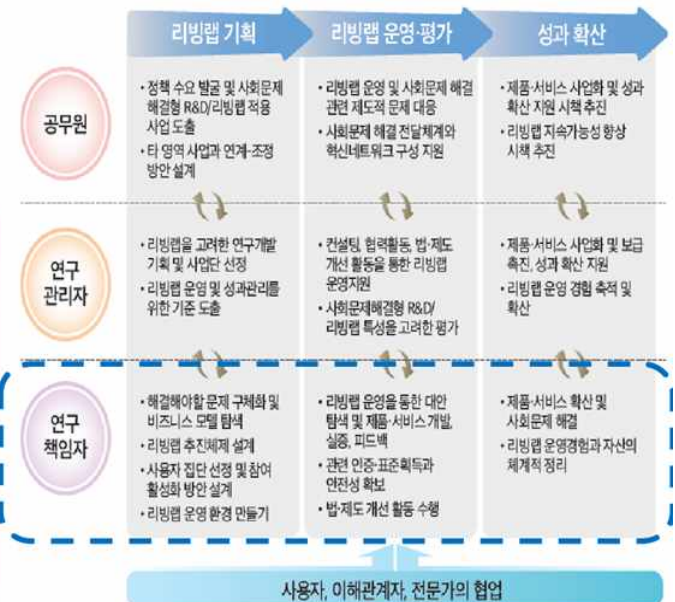 리빙랩 기획
리빙랩 운영·평가
성과 확산
공무원
• 정책 수요 발굴 및 사회문제
해결형 R&D/리빙랩 적용
사업 도출
• 타 영역 사업과 연계·조정
방안 설계
• 리빙랩 운영 및 사회문제 해결
관련 제도적 문제 대응
• 사회문제 해결 전달체계와
혁신네트워크 구성 지원
• 제품·서비스 사업화 및 성과
확산 지원 시책 추진
• 리빙랩 지속가능성 향상
시책 추진
연구
관리자
• 리빙랩을 고려한 연구개발
기획 및 사업단 선정
• 리빙랩 운영 및 성과관리를
위한 기준 도출
• 컨설팅, 협력활동, 법·제도
개선 활동을 통한 리빙랩
운영지원
• 사회문제해결형 R&D/
리빙랩 특성을 고려한 평가
• 제품·서비스 사업화 및 보급
촉진, 성과 확산 지원
• 리빙랩 운영 경험 축적 및
확산
연구
책임자
• 해결해야할 문제 구체화 및
비즈니스 모델 탐색
• 리빙랩 추진체제 설계
• 사용자 집단 선정 및 참여
활성화 방안 설계
• 리빙랩 운영 환경 만들기
• 리빙랩 운영을 통한 대안
탐색 및 제품·서비스 개발,
실증, 피드백
• 관련 인증·표준획득과
안전성 확보
• 법·제도 개선 활동 수행
• 제품·서비스 확산 및
사회문제 해결
• 리빙랩 운영경험과 자산의
체계적 정리
사용자, 이해관계자, 전문가의 협업